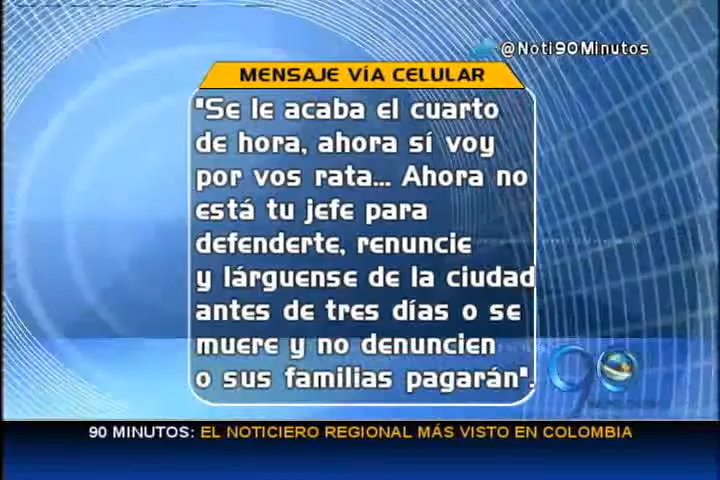 @Noti90Minutos
MENSAJE VÍA CELULAR
"Se le acaba el cuarto
de hora, ahora sí voy
por vos rata... Ahora no
está tu jefe para
defenderte, renuncie
y lárguense de la ciudad
antes de tres días o se
muere y no denuncien
o sus familias pagarán".
90
90 MINUTOS: EL NOTICIERO REGIONAL MÁS VISTO EN COLOMBIA